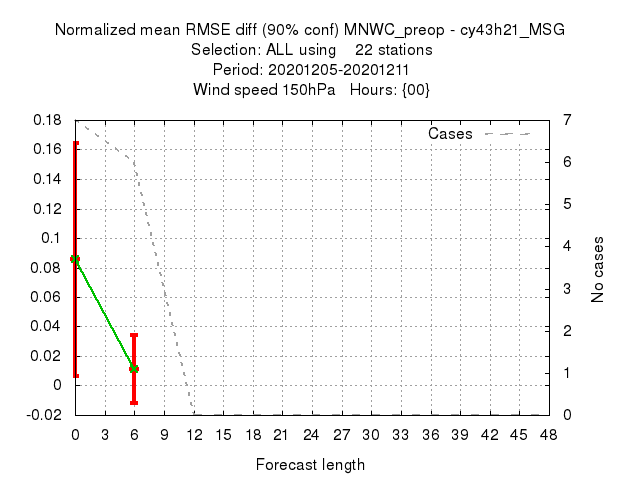 Normalized mean RMSE diff (90% conf) MNWC_preop - cy43h21_MSG
Selection: ALL using 22 stations
Period: 20201205-20201211
Wind speed 150hPa Hours: {00}
0.18
0.16
0.14
0.12
0.1
0.08
0.06
0.04
0.02
0
-0.02
Cases
7
6
5
4
3
2
1
0
No cases
0 3 6 9 12 15 18 21 24 27 30 33 36 39 42 45 48
Forecast length